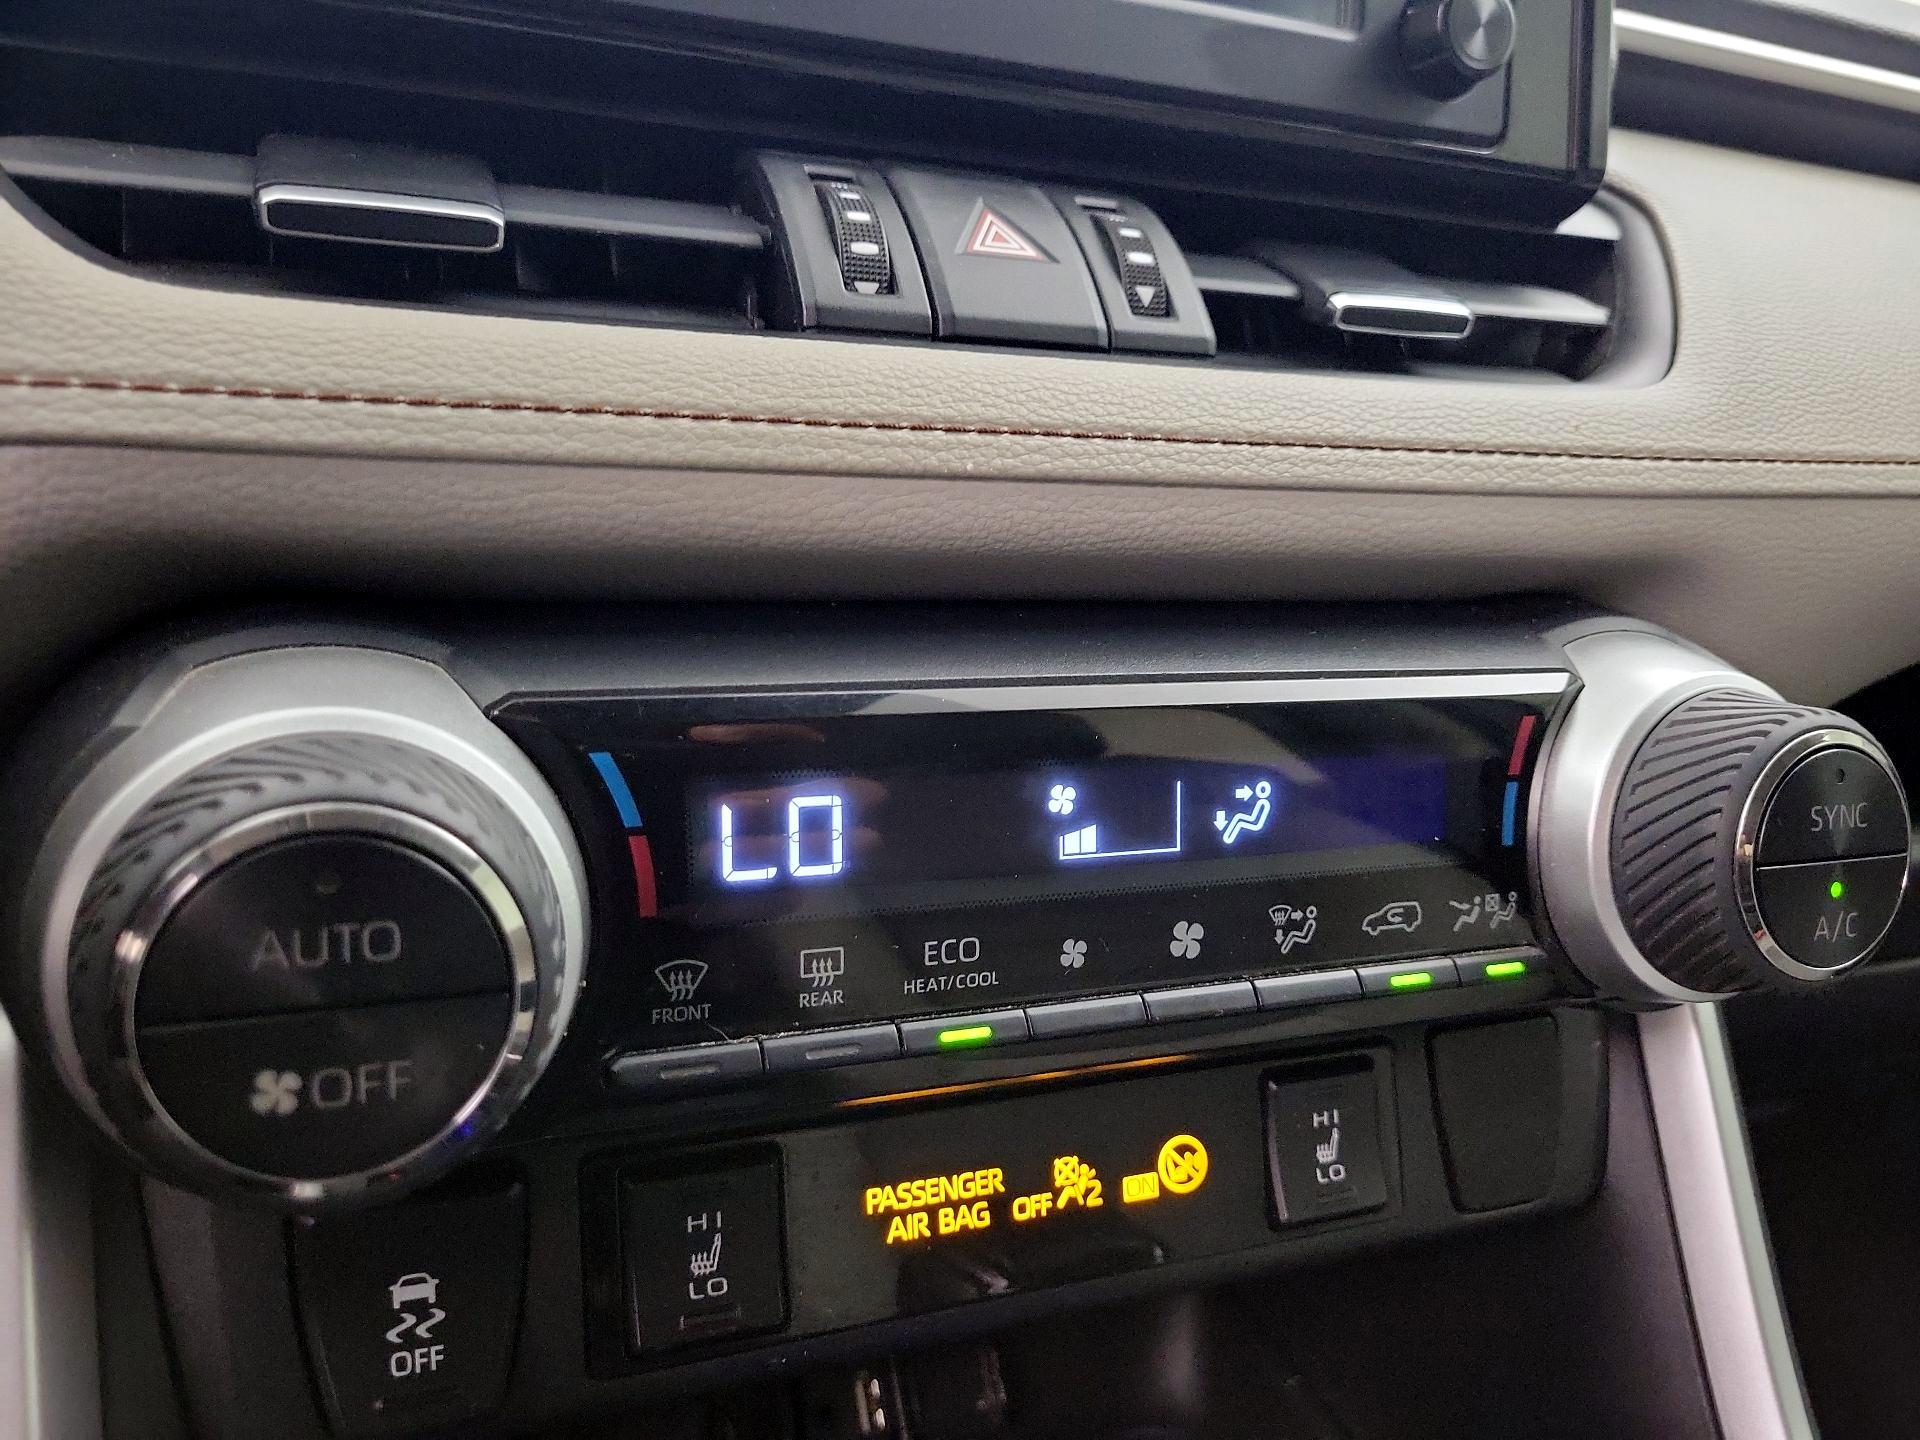 LO
AUTO
OFF
FRONT
REAR
ECO
HEAT/COOL
SYNC
A/C
PASSENGER
AIR BAG
OFF
2
ON
HI
LO
HI
LO
OFF